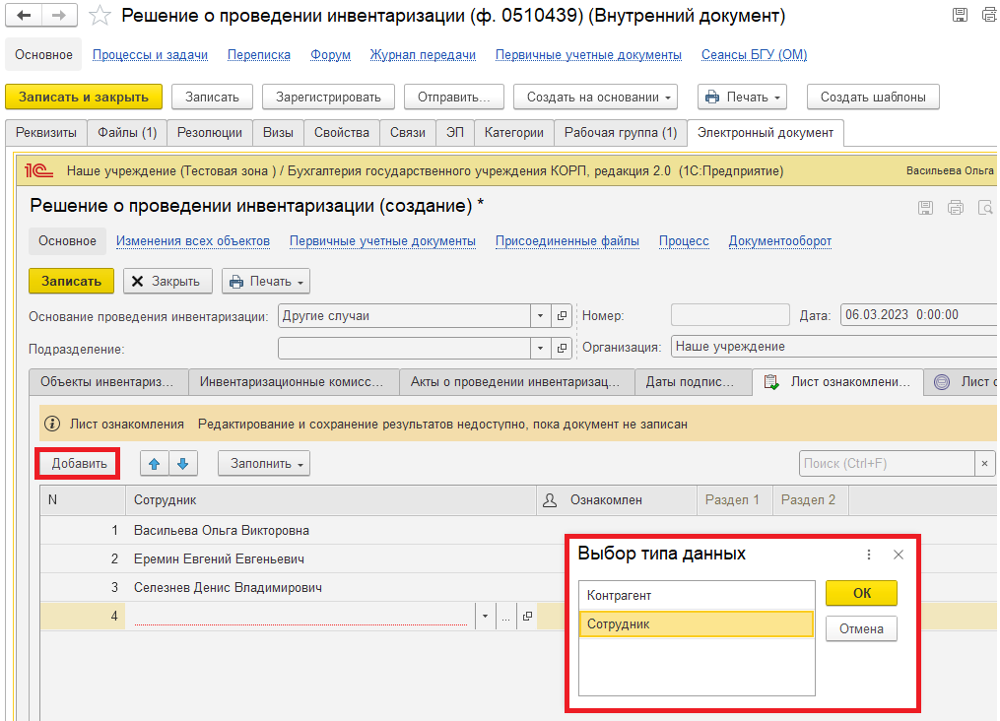 Решение о проведении инвентаризации (ф. 0510439) (Внутренний документ)
Основное Процессы и задачи Переписка Форум Журнал передачи Первичные учетные документы Сеансы БГУ (ОМ)
Записать и закрыть Записать Зарегистрировать Отправить... Создать на основании Печать Создать шаблоны
Реквизиты Файлы (1) Резолюции Визы Свойства Связи ЭП Категории Рабочая группа (1) Электронный документ
1С Наше учреждение (Тестовая зона ) / Бухгалтерия государственного учреждения КОРП, редакция 2.0 (1С:Предприятие) Васильева Ольга
Решение о проведении инвентаризации (создание) *
Основное Изменения всех объектов Первичные учетные документы Присоединенные файлы Процесс Документооборот
Записать Закрыть Печать
Основание проведения инвентаризации: Другие случаи Номер: Дата: 06.03.2023 0:00:00
Подразделение: Организация: Наше учреждение
Объекты инвентариз... Инвентаризационные комисс... Акты о проведении инвентаризац... Даты подпис... Лист ознакомлени... Лист о
Лист ознакомления Редактирование и сохранение результатов недоступно, пока документ не записан
Добавить Заполнить Поиск (Ctrl+F) ×
N Сотрудник Ознакомлен Раздел 1 Раздел 2
1 Васильева Ольга Викторовна
2 Еремин Евгений Евгеньевич
3 Селезнев Денис Владимирович
4 ...
Выбор типа данных
Контрагент ОК
Сотрудник Отмена